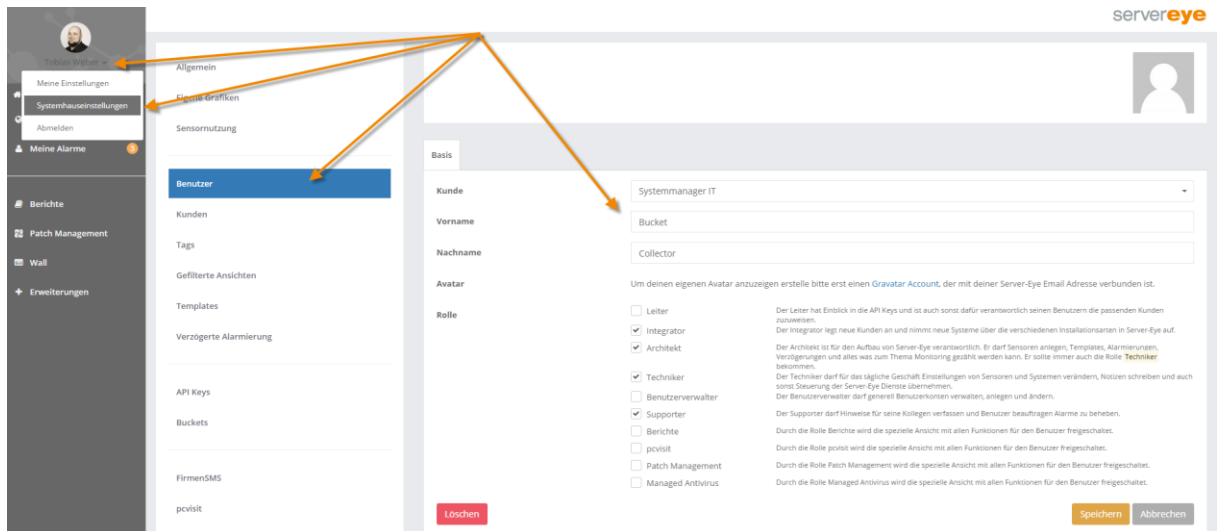 servereye
Tobias Weber
Meine Einstellungen
Systemhauseinstellungen
Abmelden
Meine Alarme 3
Berichte
Patch Management
Wall
Erweiterungen
Allgemein
Eigene Grafiken
Sensornutzung
Benutzer
Kunden
Tags
Gefilterte Ansichten
Templates
Verzögerte Alarmierung
API Keys
Buckets
FirmenSMS
pcvisit
Basis
Kunde Systemmanager IT
Vorname Bucket
Nachname Collector
Avatar Um deinen eigenen Avatar anzuzeigen erstelle bitte erst einen Gravatar Account, der mit deiner Server-Eye Email Adresse verbunden ist.
Rolle
Leiter Der Leiter hat Einblick in die API Keys und ist auch sonst dafür verantwortlich seinen Benutzern die passenden Kunden
zuzuweisen.
Integrator Der Integrator legt neue Kunden an und nimmt neue Systeme über die verschiedenen Installationsarten in Server-Eye auf.
Architekt Der Architekt ist für den Aufbau von Server-Eye verantwortlich. Er darf Sensoren anlegen, Templates, Alarmierungen,
Verzögerungen und alles was zum Thema Monitoring gezählt werden kann. Er sollte immer auch die Rolle Techniker
bekommen.
Techniker Der Techniker darf für das tägliche Geschäft Einstellungen von Sensoren und Systemen verändern, Notizen schreiben und auch
sonst Steuerung der Server-Eye Dienste übernehmen.
Benutzerverwalter Der Benutzerverwalter darf generell Benutzerkonten verwalten, anlegen und ändern.
Supporter Der Supporter darf Hinweise für seine Kollegen verfassen und Benutzer beauftragen Alarme zu beheben.
Berichte Durch die Rolle Berichte wird die spezielle Ansicht mit allen Funktionen für den Benutzer freigeschaltet.
pcvisit Durch die Rolle pcvisit wird die spezielle Ansicht mit allen Funktionen für den Benutzer freigeschaltet.
Patch Management Durch die Rolle Patch Management wird die spezielle Ansicht mit allen Funktionen für den Benutzer freigeschaltet.
Managed Antivirus Durch die Rolle Managed Antivirus wird die spezielle Ansicht mit allen Funktionen für den Benutzer freigeschaltet.
Löschen Speichern Abbrechen